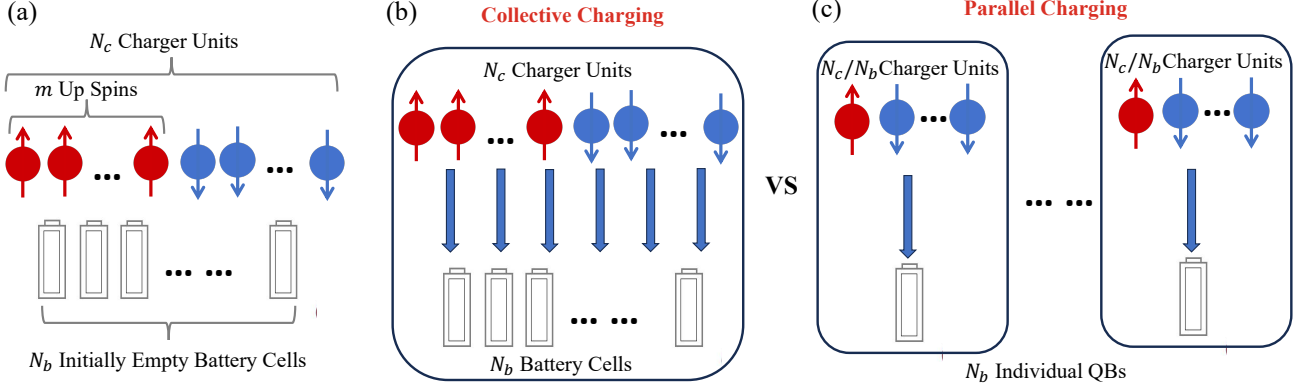 (a)
$N_c$ Charger Units
$m$ Up Spins
...
...
... ...
$N_b$ Initially Empty Battery Cells
(b)
Collective Charging
$N_c$ Charger Units
...
...
... ...
$N_b$ Battery Cells
VS
(c)
Parallel Charging
$N_c/N_b$ Charger Units
...
... ...
$N_c/N_b$ Charger Units
...
$N_b$ Individual QBs